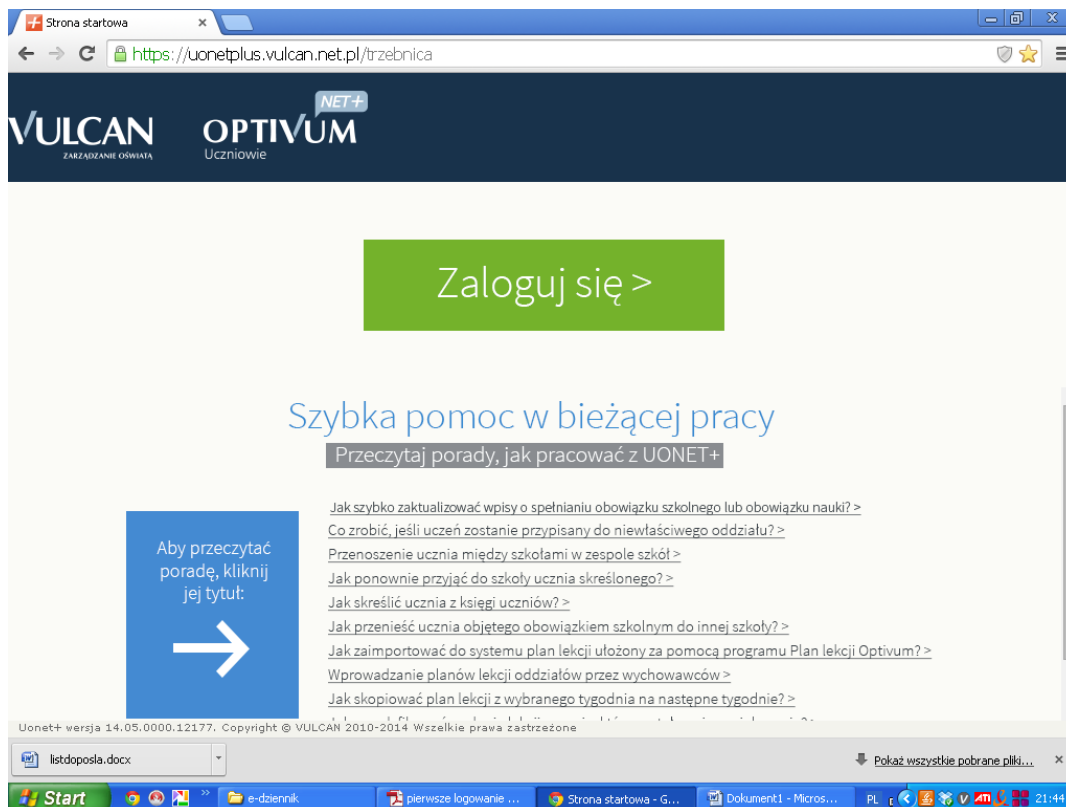 Strona startowa
https://uonetplus.vulcan.net.pl/trzebnica
VULCAN
ZARZĄDZANIE OŚWIATĄ
NET+
OPTIVUM
Uczniowie
Zaloguj się >
Szybka pomoc w bieżącej pracy
Przeczytaj porady, jak pracować z UONET+
Aby przeczytać
poradę, kliknij
jej tytuł:
Jak szybko zaktualizować wpisy o spełnianiu obowiązku szkolnego lub obowiązku nauki? >
Co zrobić, jeśli uczeń zostanie przypisany do niewłaściwego oddziału? >
Przenoszenie ucznia między szkołami w zespole szkół >
Jak ponownie przyjąć do szkoły ucznia skreślonego? >
Jak skreślić ucznia z księgi uczniów? >
Jak przenieść ucznia objętego obowiązkiem szkolnym do innej szkoły? >
Jak zaimportować do systemu plan lekcji ułożony za pomocą programu Plan lekcji Optivum? >
Wprowadzanie planów lekcji oddziałów przez wychowawców >
Jak skopiować plan lekcji z wybranego tygodnia na następne tygodnie? >
Uonet+ wersja 14.05.0000.12177. Copyright © VULCAN 2010-2014 Wszelkie prawa zastrzeżone
listdoposla.docx
Pokaż wszystkie pobrane pliki...
Start
e-dziennik
pierwsze logowanie ...
Strona startowa - G...
Dokument1 - Micros...
PL
21:44